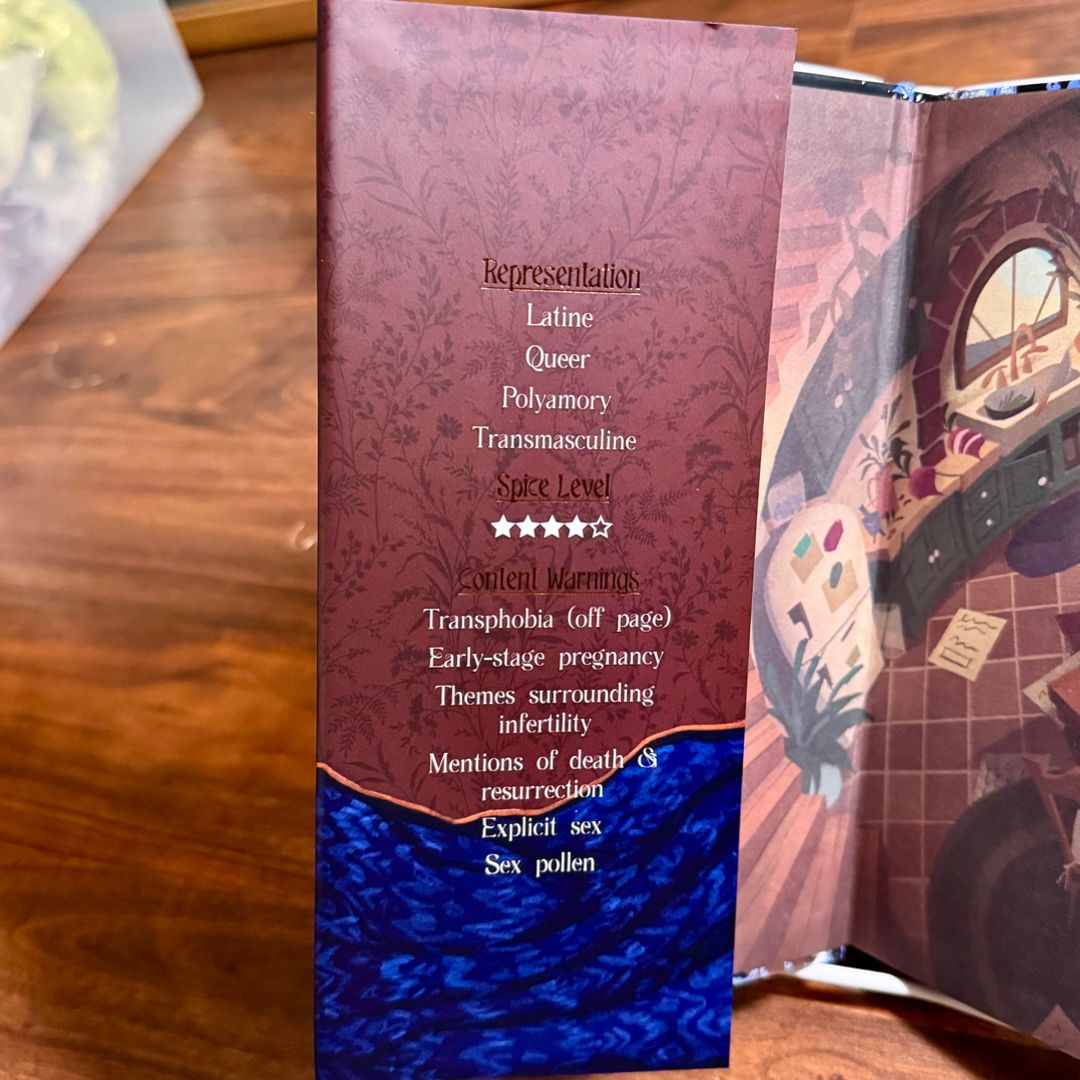 Representation
Latine
Queer
Polyamory
Transmasculine
Spice Level
Content Warnings
Transphobia (off page)
Early-stage pregnancy
Themes surrounding
infertility
Mentions of death &
resurrection
Explicit sex
Sex pollen